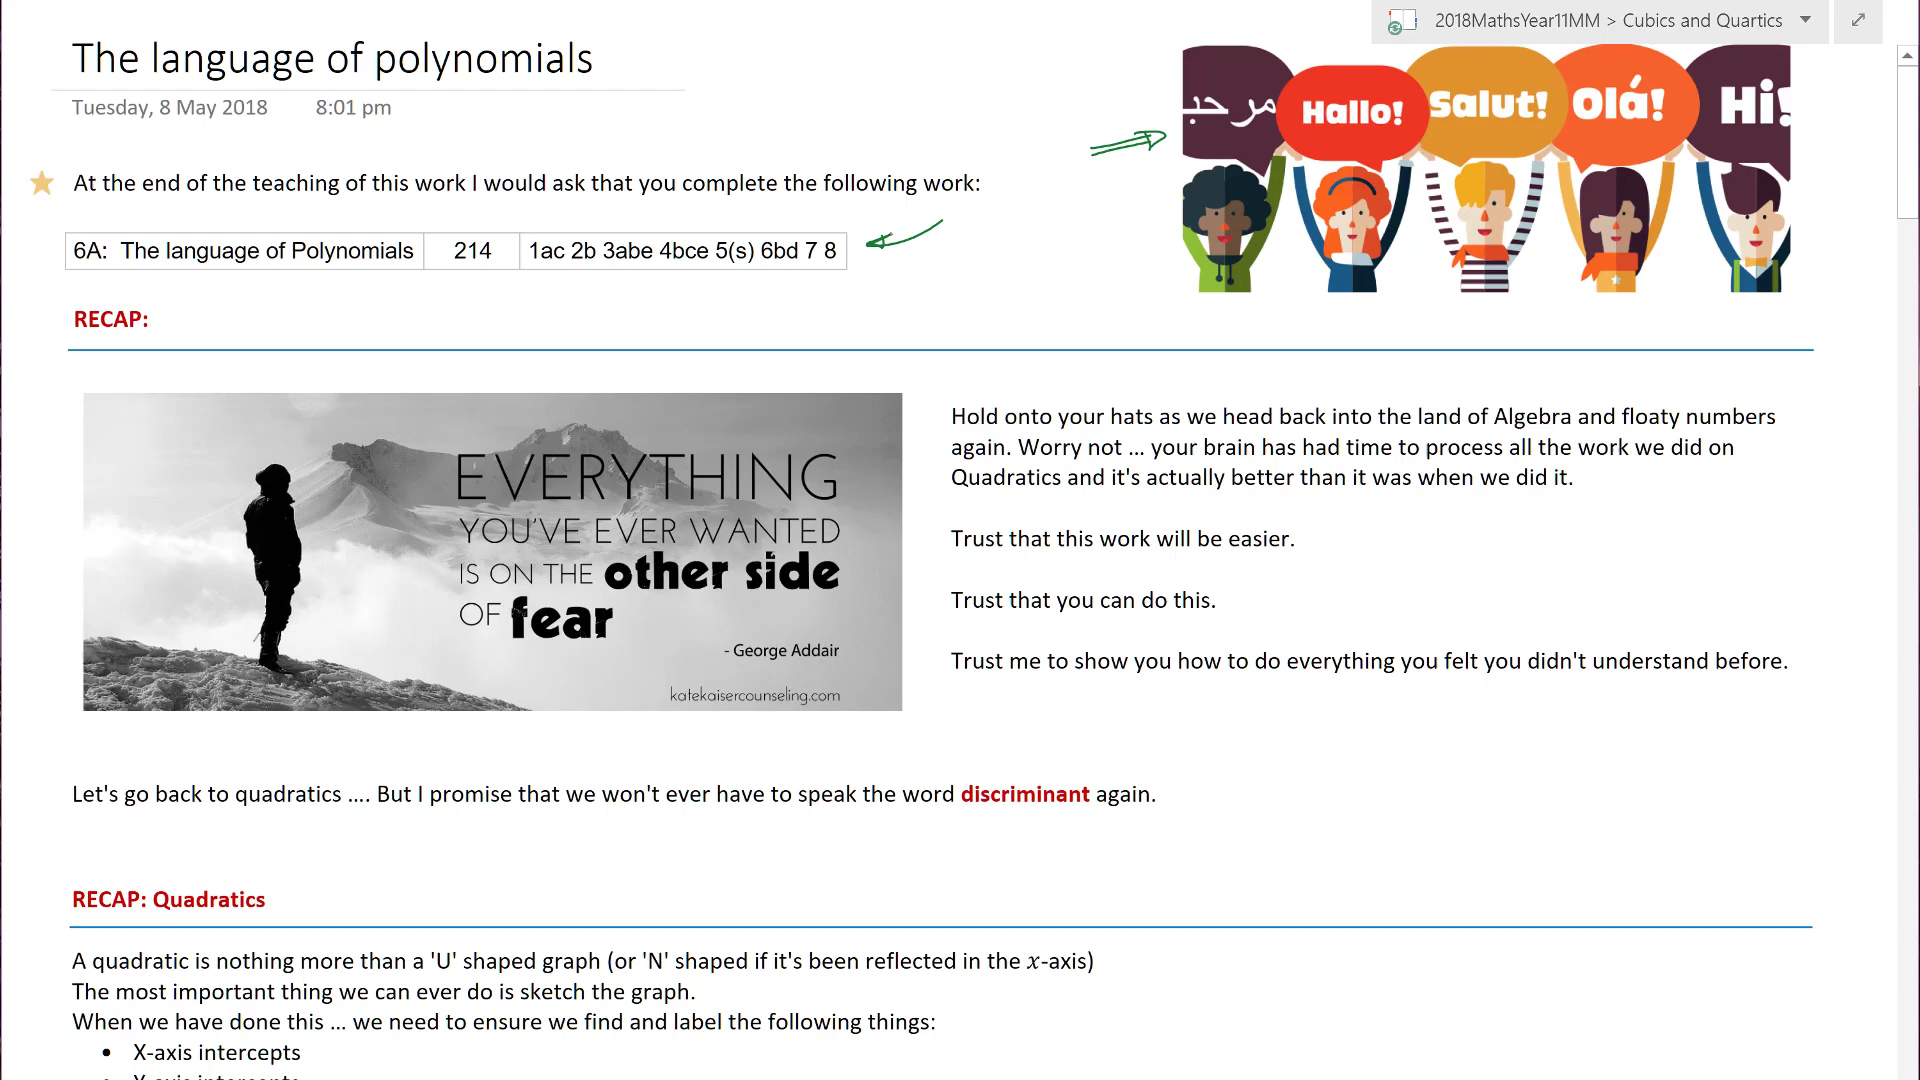 2018MathsYear11MM > Cubics and Quartics
The language of polynomials
Tuesday, 8 May 2018 8:01 pm
مرحبـ
Hallo!
Salut!
Olá!
Hi!
At the end of the teaching of this work I would ask that you complete the following work:
6A: The language of Polynomials 214 1ac 2b 3abe 4bce 5(s) 6bd 7 8
RECAP:
EVERYTHING
YOU'VE EVER WANTED
IS ON THE other side
OF fear
- George Addair
katekaisercounseling.com
Hold onto your hats as we head back into the land of Algebra and floaty numbers
again. Worry not ... your brain has had time to process all the work we did on
Quadratics and it's actually better than it was when we did it.
Trust that this work will be easier.
Trust that you can do this.
Trust me to show you how to do everything you felt you didn't understand before.
Let's go back to quadratics .... But I promise that we won't ever have to speak the word discriminant again.
RECAP: Quadratics
A quadratic is nothing more than a 'U' shaped graph (or 'N' shaped if it's been reflected in the x-axis)
The most important thing we can ever do is sketch the graph.
When we have done this ... we need to ensure we find and label the following things:
• X-axis intercepts